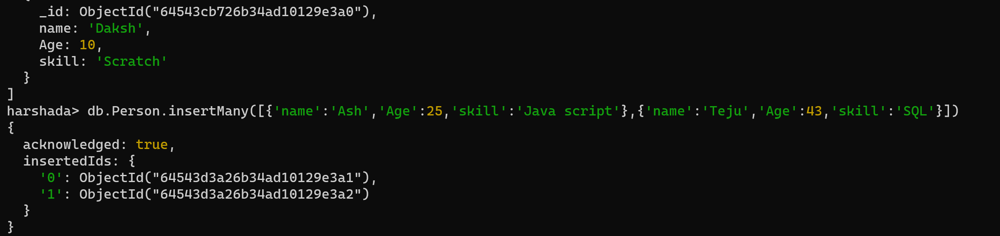 {
_id: ObjectId("64543cb726b34ad10129e3a0"),
name: 'Daksh',
Age: 10,
skill: 'Scratch'
}
]
harshada> db.Person.insertMany([{'name':'Ash','Age':25,'skill':'Java script'},{'name':'Teju','Age':43,'skill':'SQL'}])
{
acknowledged: true,
insertedIds: {
'0': ObjectId("64543d3a26b34ad10129e3a1"),
'1': ObjectId("64543d3a26b34ad10129e3a2")
}
}